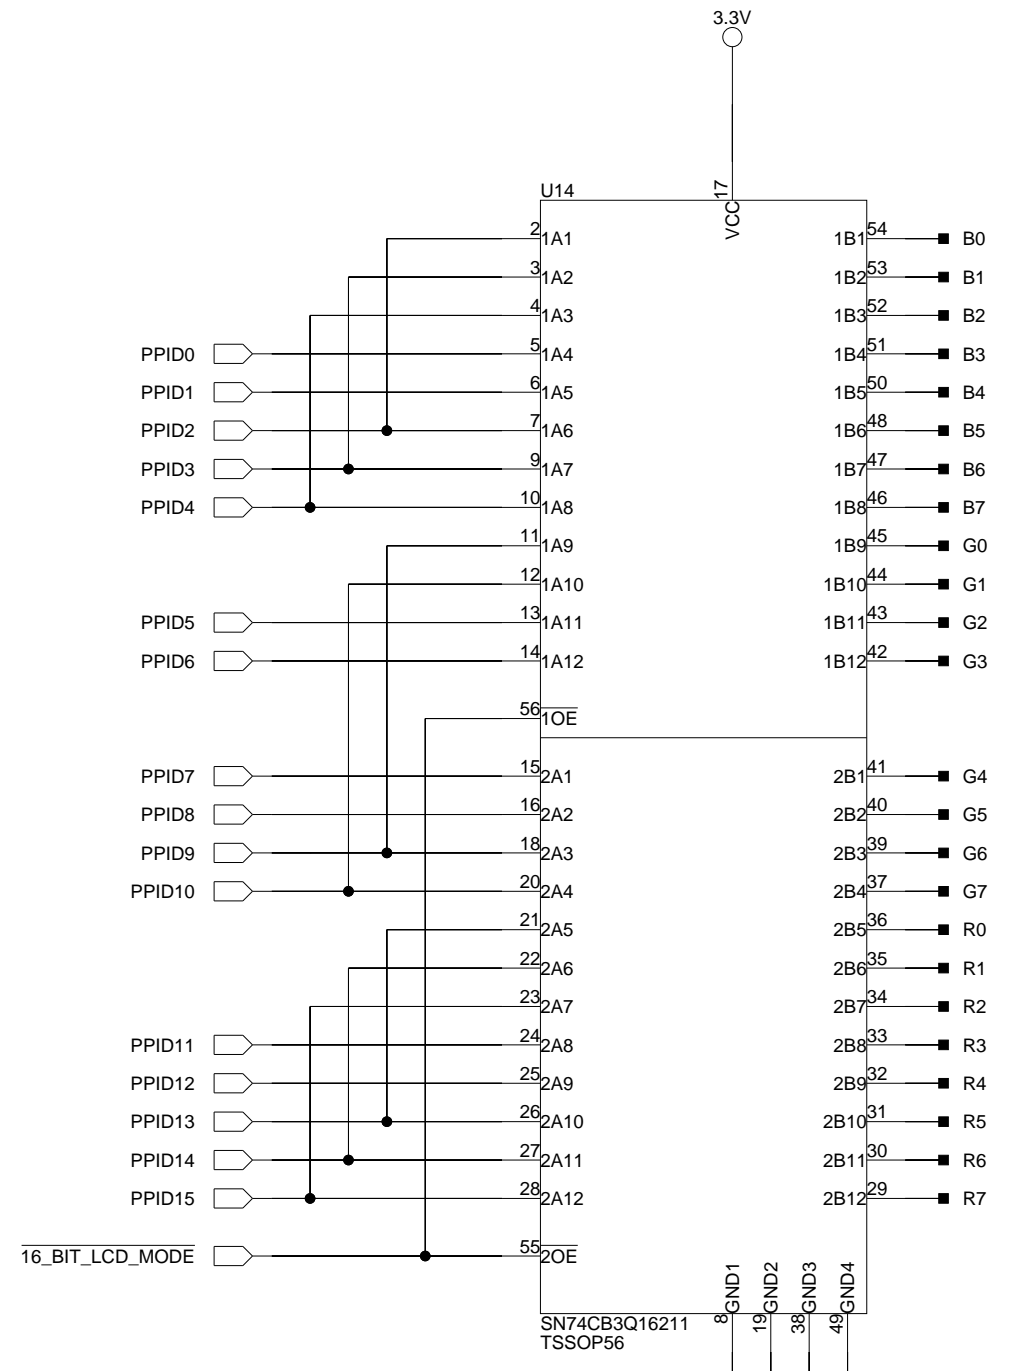 3.3V
17
VCC
U14
2 1A1 1B1 54 B0
3 1A2 1B2 53 B1
4 1A3 1B3 52 B2
PPID0 5 1A4 1B4 51 B3
PPID1 6 1A5 1B5 50 B4
PPID2 7 1A6 1B6 48 B5
PPID3 9 1A7 1B7 47 B6
PPID4 10 1A8 1B8 46 B7
11 1A9 1B9 45 G0
12 1A10 1B10 44 G1
PPID5 13 1A11 1B11 43 G2
PPID6 14 1A12 1B12 42 G3
56 1OE
PPID7 15 2A1 2B1 41 G4
PPID8 16 2A2 2B2 40 G5
PPID9 18 2A3 2B3 39 G6
PPID10 20 2A4 2B4 37 G7
21 2A5 2B5 36 R0
22 2A6 2B6 35 R1
23 2A7 2B7 34 R2
PPID11 24 2A8 2B8 33 R3
PPID12 25 2A9 2B9 32 R4
PPID13 26 2A10 2B10 31 R5
PPID14 27 2A11 2B11 30 R6
PPID15 28 2A12 2B12 29 R7
16_BIT_LCD_MODE 55 2OE
GND1 GND2 GND3 GND4
8 19 38 49
SN74CB3Q16211
TSSOP56